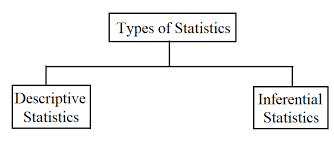 Types of Statistics
Descriptive
Statistics
Inferential
Statistics